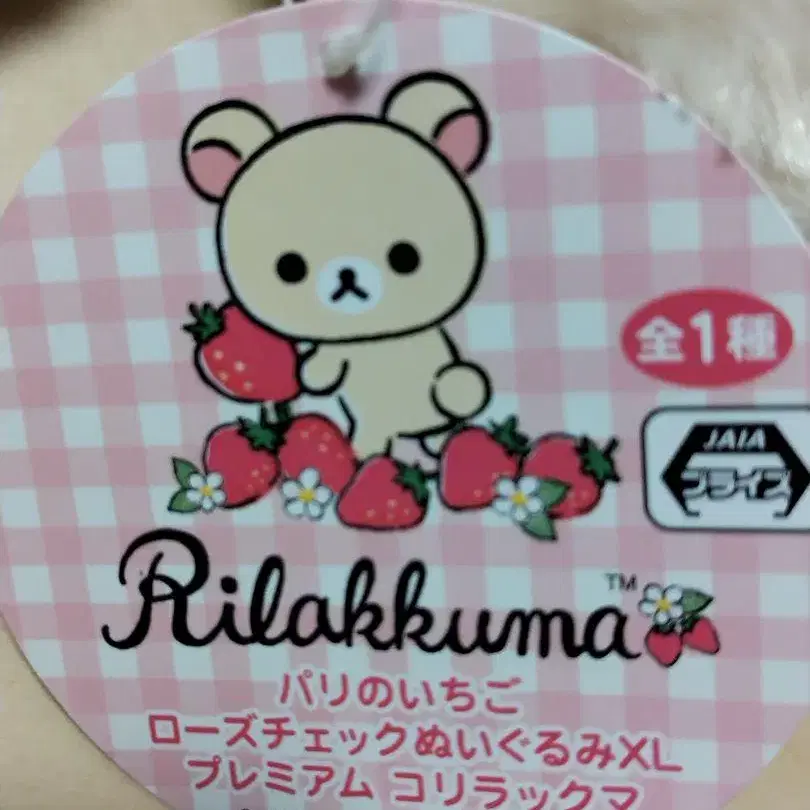 全1種
JAIA
プライズ
Rilakkuma™
パリのいちご
ローズチェックぬいぐるみXL
プレミアム コリラックマ